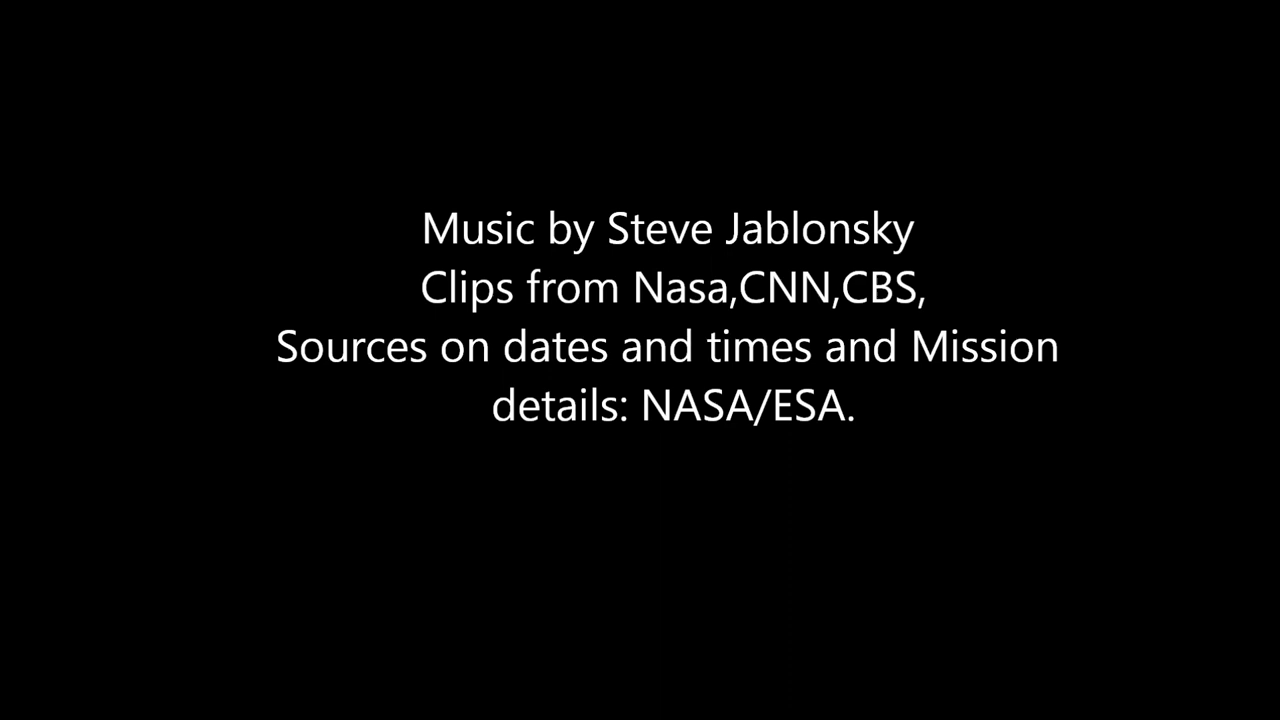 Music by Steve Jablonsky
Clips from Nasa,CNN,CBS,
Sources on dates and times and Mission
details: NASA/ESA.